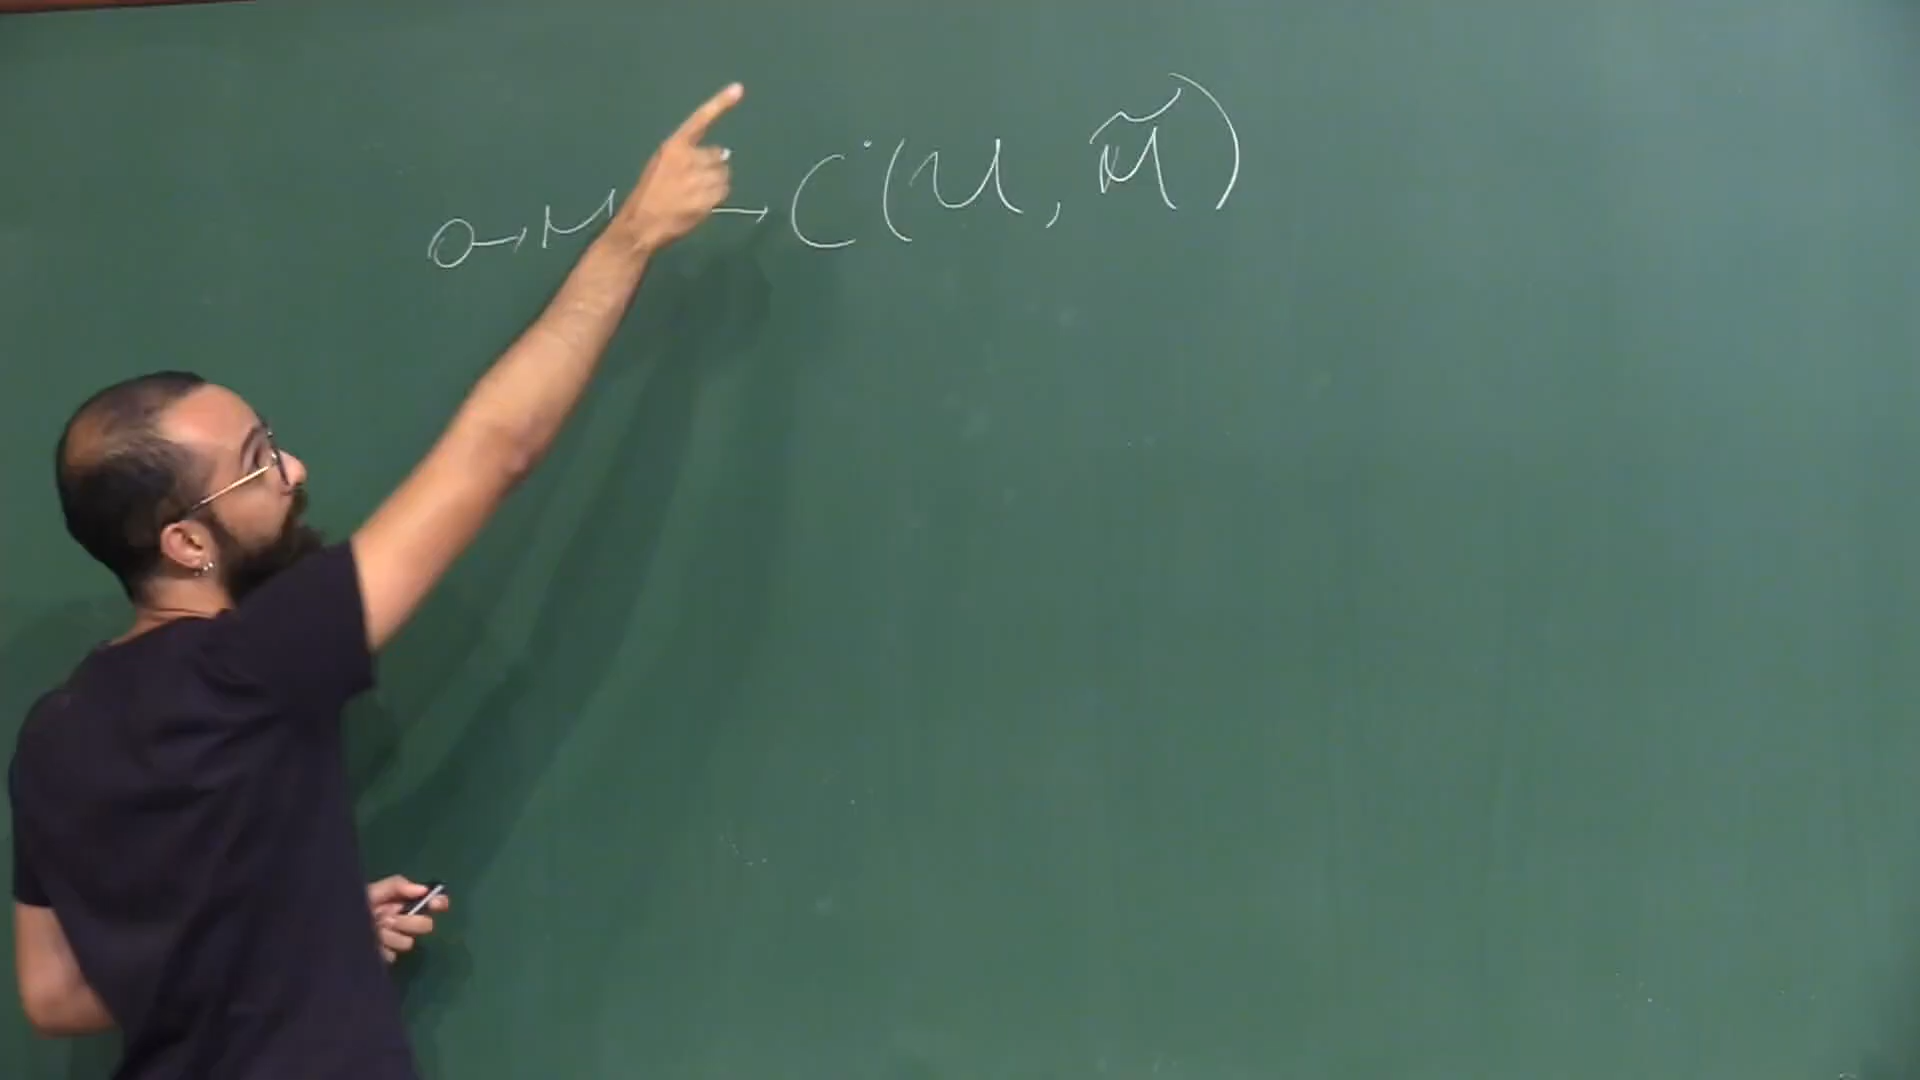 0 → M → C˙(U, M̃)